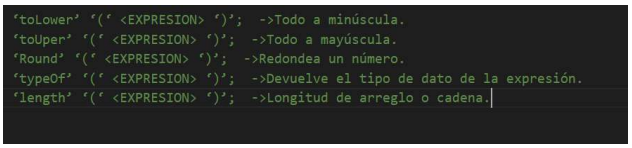 ‘toLower’ ‘(‘ <EXPRESION> ‘)’;  ->Todo a minúscula.
‘toUper’ ‘(‘ <EXPRESION> ‘)’;  ->Todo a mayúscula.
‘Round’ ‘(‘ <EXPRESION> ‘)’;  ->Redondea un número.
‘typeOf’ ‘(‘ <EXPRESION> ‘)’;  ->Devuelve el tipo de dato de la expresión.
‘length’ ‘(‘ <EXPRESION> ‘)’;  ->Longitud de arreglo o cadena.